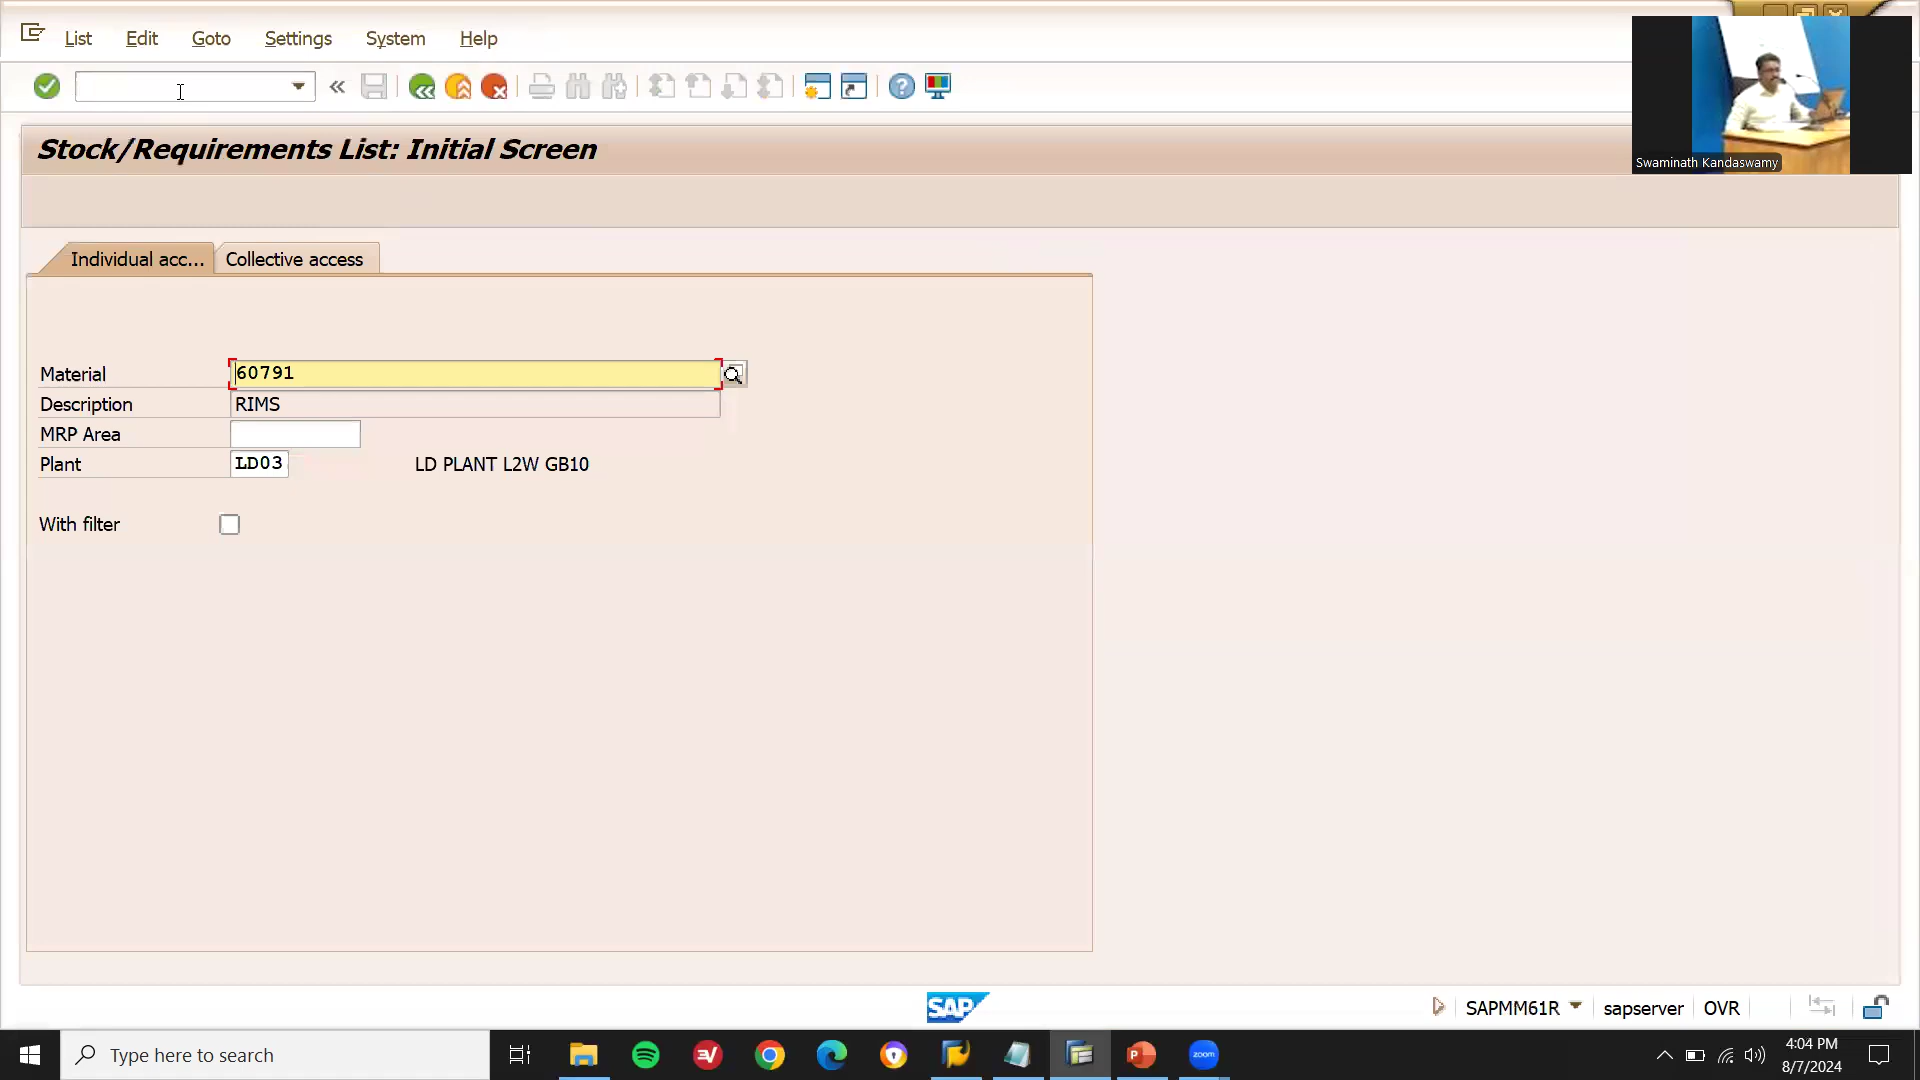 List Edit Goto Settings System Help
Stock/Requirements List: Initial Screen
Swaminath Kandaswamy
Individual acc... Collective access
Material 60791
Description RIMS
MRP Area
Plant LD03 LD PLANT L2W GB10
With filter
SAP SAPMM61R sapserver OVR
Type here to search
zoom
4:04 PM
8/7/2024